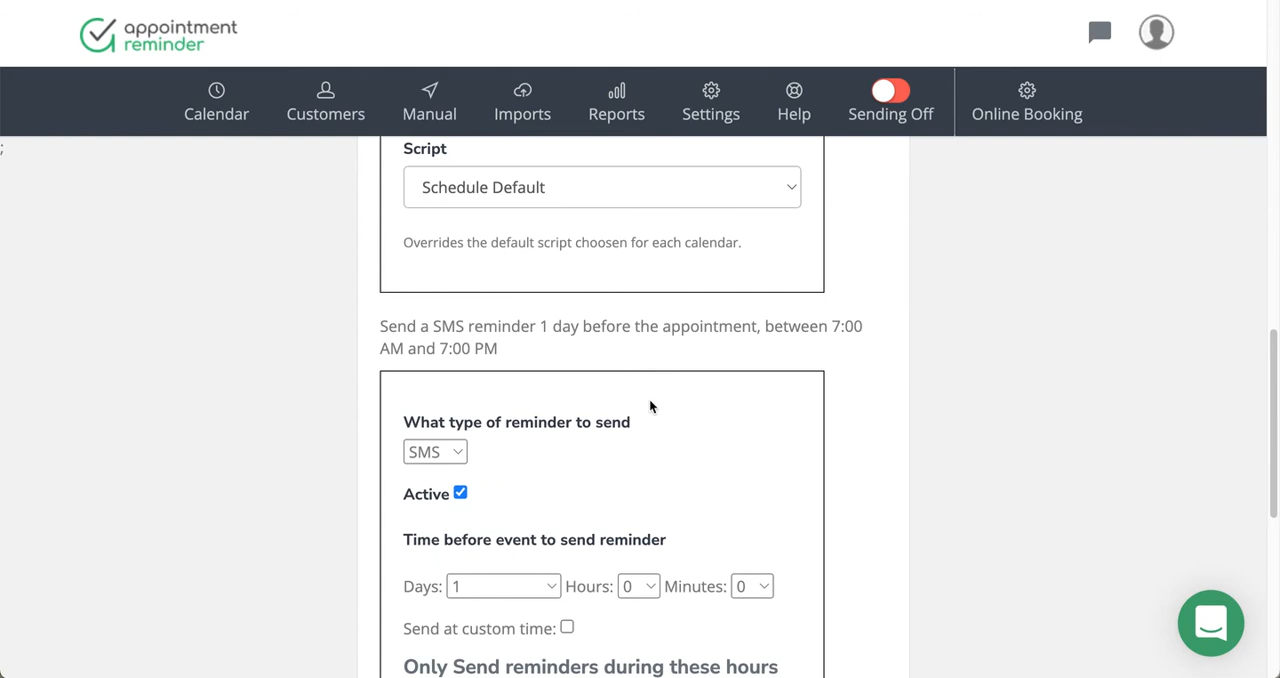 appointment
reminder
Calendar
Customers
Manual
Imports
Reports
Settings
Help
Sending Off
Online Booking
;
Script
Schedule Default
Overrides the default script choosen for each calendar.
Send a SMS reminder 1 day before the appointment, between 7:00
AM and 7:00 PM
What type of reminder to send
SMS
Active
Time before event to send reminder
Days: 1 Hours: 0 Minutes: 0
Send at custom time:
Only Send reminders during these hours